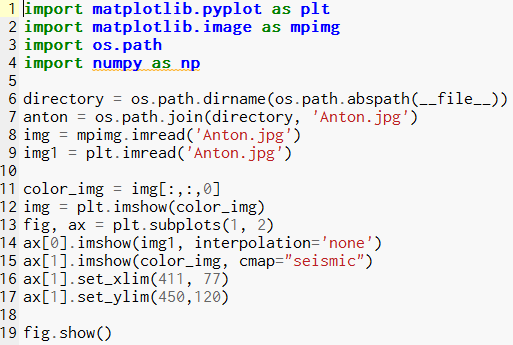 1 import matplotlib.pyplot as plt
2 import matplotlib.image as mpimg
3 import os.path
4 import numpy as np
5
6 directory = os.path.dirname(os.path.abspath(__file__))
7 anton = os.path.join(directory, 'Anton.jpg')
8 img = mpimg.imread('Anton.jpg')
9 img1 = plt.imread('Anton.jpg')
10
11 color_img = img[:,:,0]
12 img = plt.imshow(color_img)
13 fig, ax = plt.subplots(1, 2)
14 ax[0].imshow(img1, interpolation='none')
15 ax[1].imshow(color_img, cmap="seismic")
16 ax[1].set_xlim(411, 77)
17 ax[1].set_ylim(450,120)
18
19 fig.show()